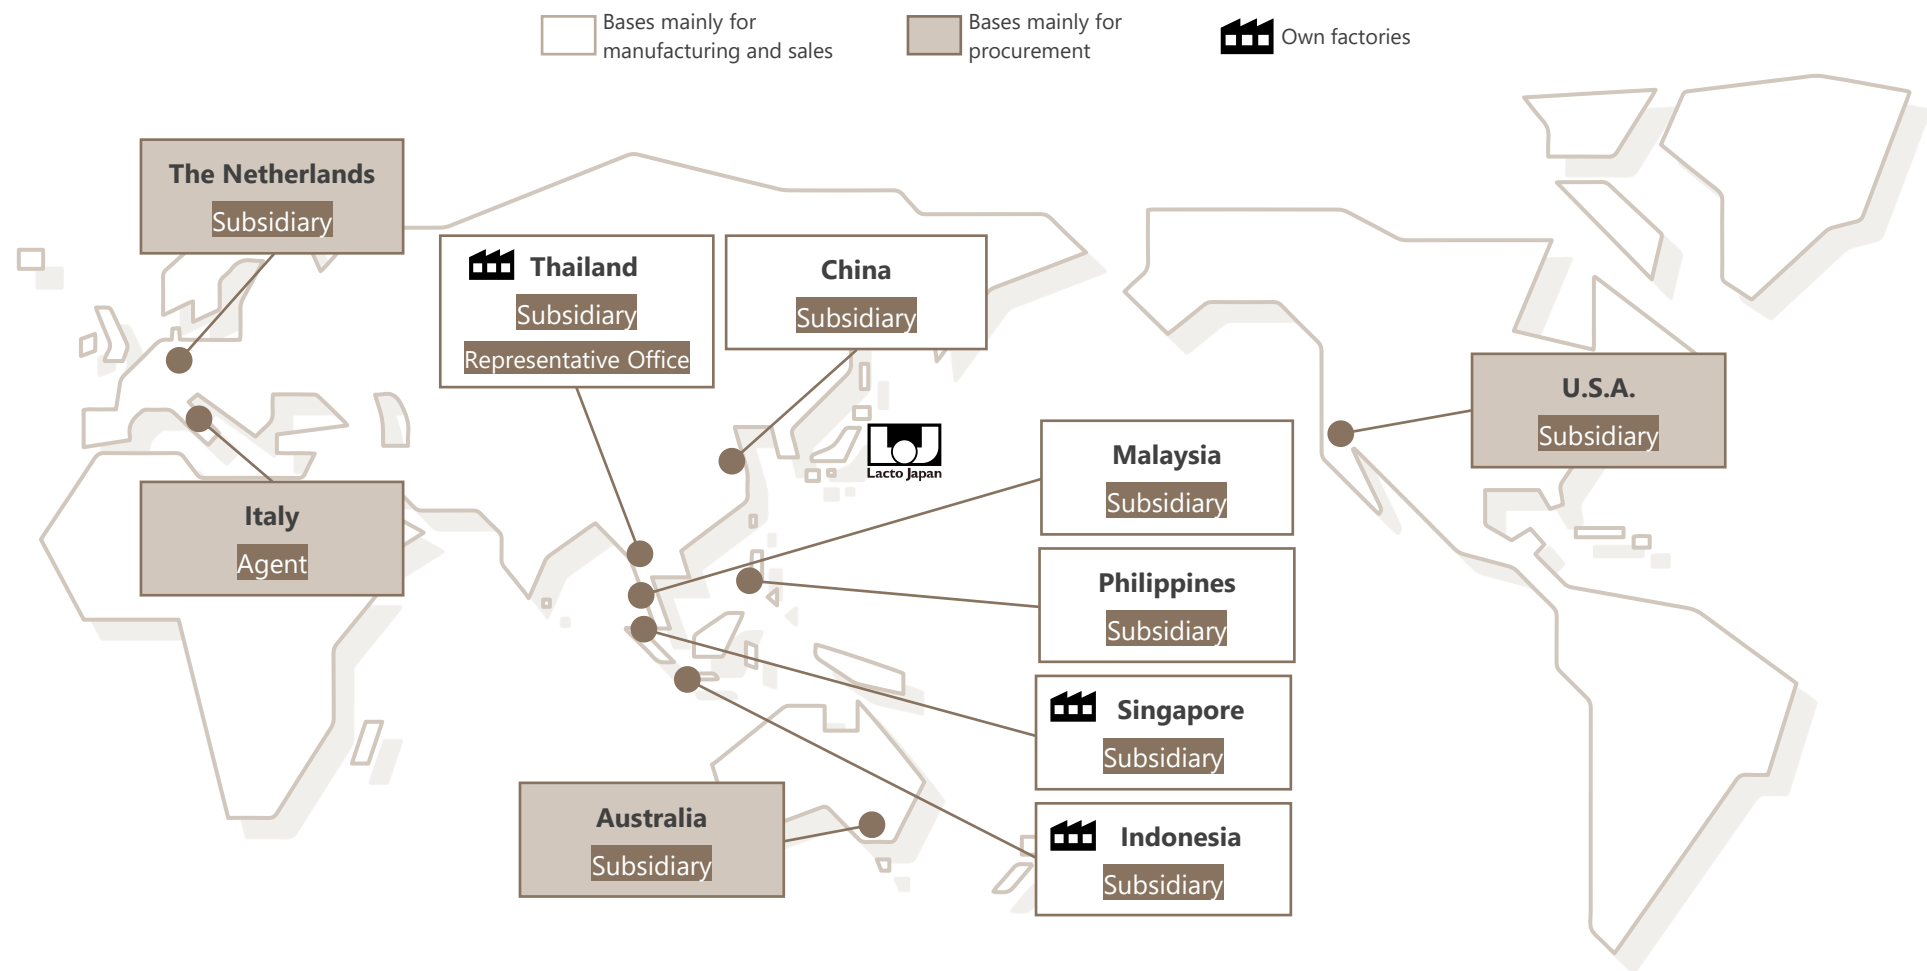 Bases mainly for
manufacturing and sales
Bases mainly for
procurement
Own factories
The Netherlands
Subsidiary
Thailand
Subsidiary
Representative Office
China
Subsidiary
U.S.A.
Subsidiary
Lacto Japan
Malaysia
Subsidiary
Italy
Agent
Philippines
Subsidiary
Singapore
Subsidiary
Australia
Subsidiary
Indonesia
Subsidiary